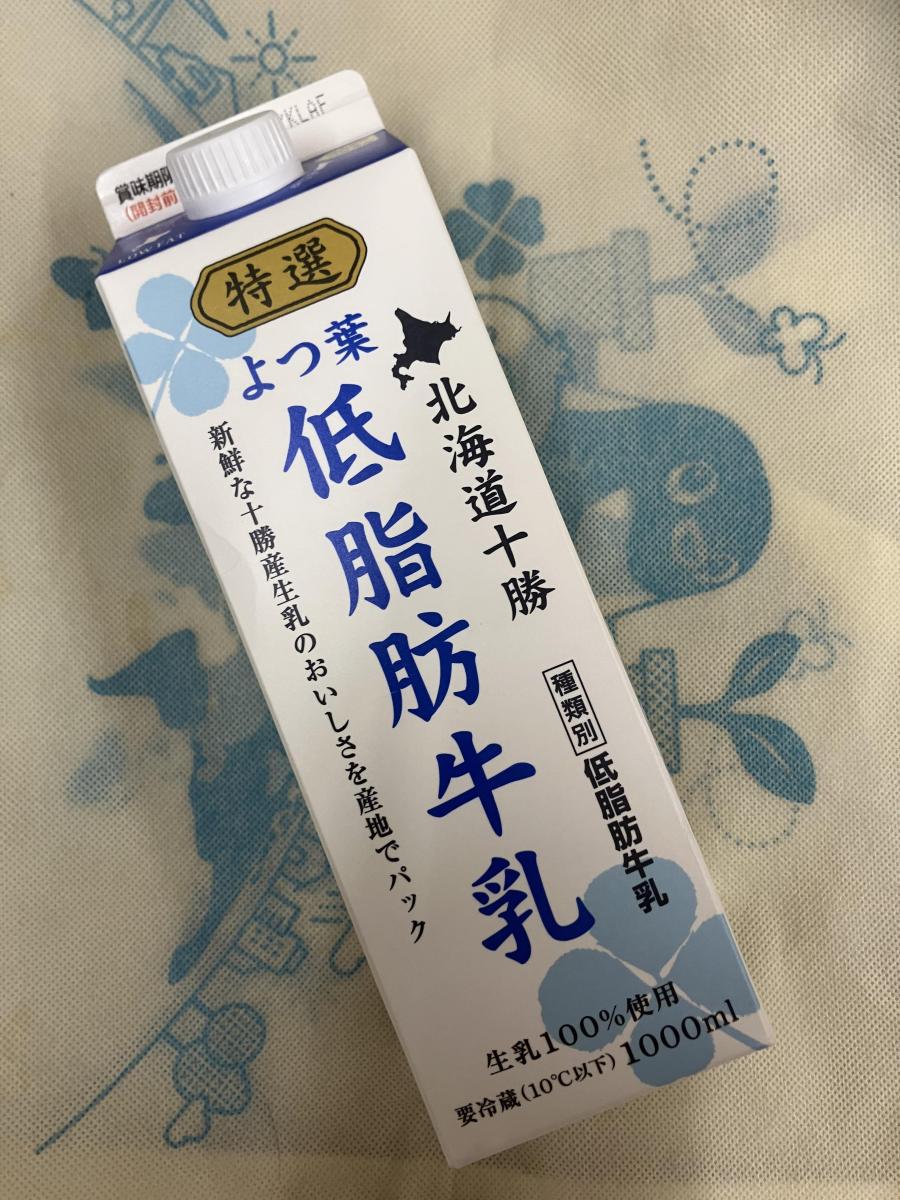 KLAF
賞味期限
(開封前
LOWFAT
特選
よつ葉
低脂肪牛乳
北海道十勝
新鮮な十勝産生乳のおいしさを産地でパック
種類別
低脂肪牛乳
生乳100%使用
要冷蔵(10℃以下) 1000ml